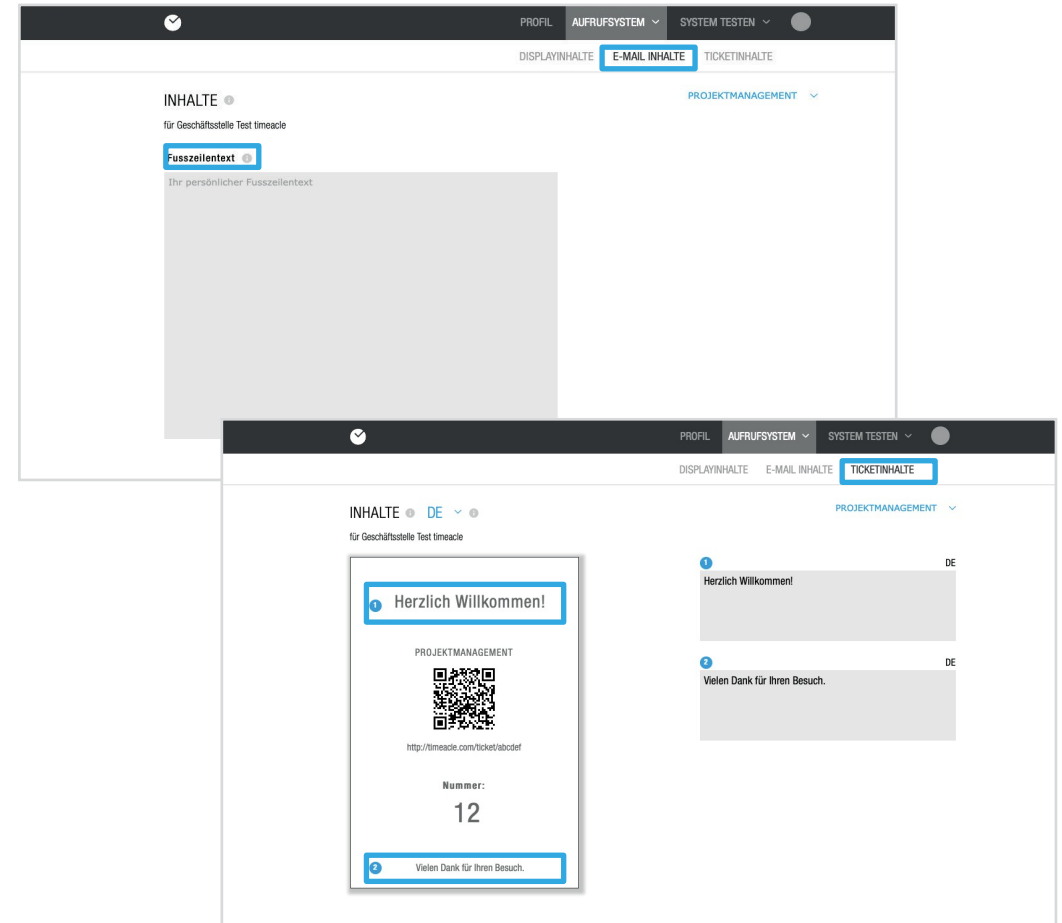 PROFIL AUFRUFSYSTEM SYSTEM TESTEN
DISPLAYINHALTE E-MAIL INHALTE TICKETINHALTE
INHALTE
PROJEKTMANAGEMENT
für Geschäftsstelle Test timeacle
Fusszeilentext
Ihr persönlicher Fusszeilentext
PROFIL AUFRUFSYSTEM SYSTEM TESTEN
DISPLAYINHALTE E-MAIL INHALTE TICKETINHALTE
INHALTE DE
PROJEKTMANAGEMENT
für Geschäftsstelle Test timeacle
1 Herzlich Willkommen!
PROJEKTMANAGEMENT
http://timeacle.com/ticket/abcdef
Nummer:
12
2 Vielen Dank für Ihren Besuch.
1 DE
Herzlich Willkommen!
2 DE
Vielen Dank für Ihren Besuch.